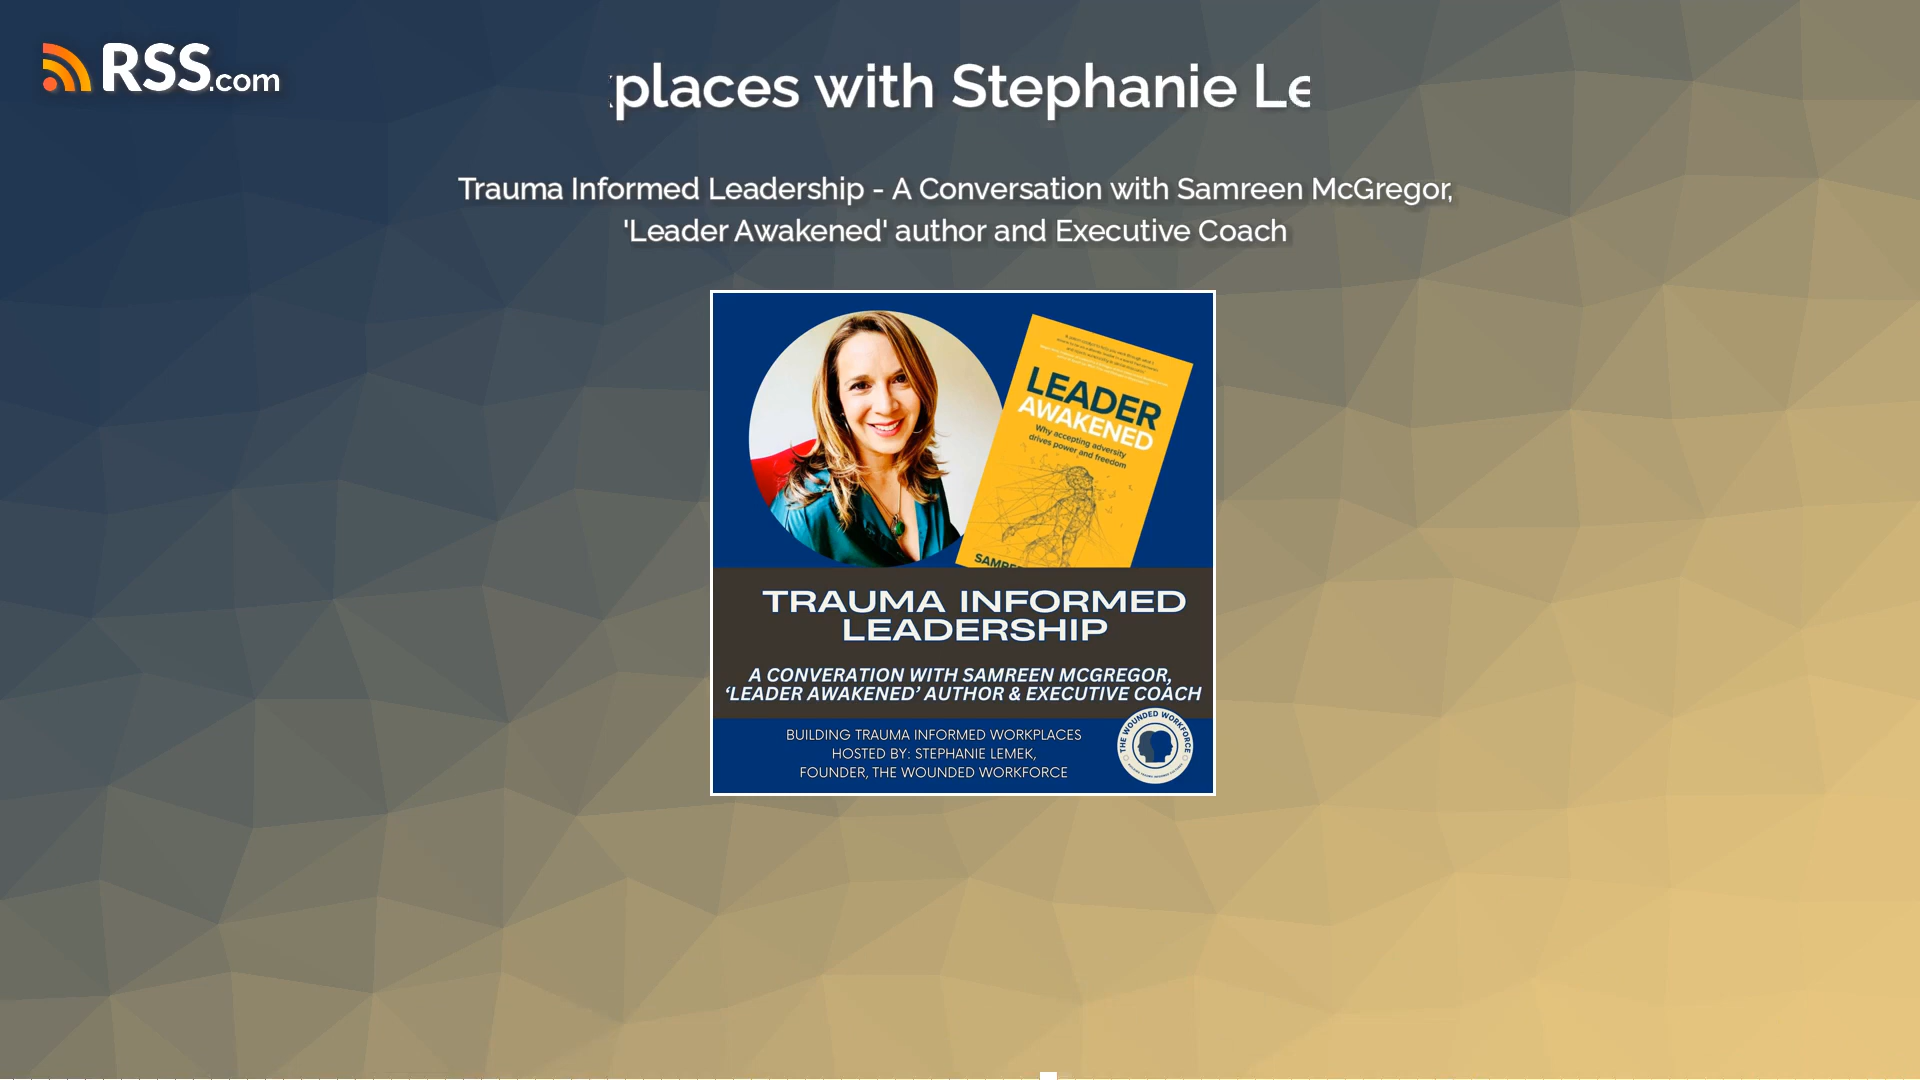 RSS.com
places with Stephanie Le
Trauma Informed Leadership - A Conversation with Samreen McGregor,
'Leader Awakened' author and Executive Coach
LEADER
AWAKENED
Why accepting adversity
drives power and freedom
TRAUMA INFORMED
LEADERSHIP
A CONVERATION WITH SAMREEN MCGREGOR,
‘LEADER AWAKENED’ AUTHOR & EXECUTIVE COACH
BUILDING TRAUMA INFORMED WORKPLACES
HOSTED BY: STEPHANIE LEMEK,
FOUNDER, THE WOUNDED WORKFORCE
THE WOUNDED WORKFORCE